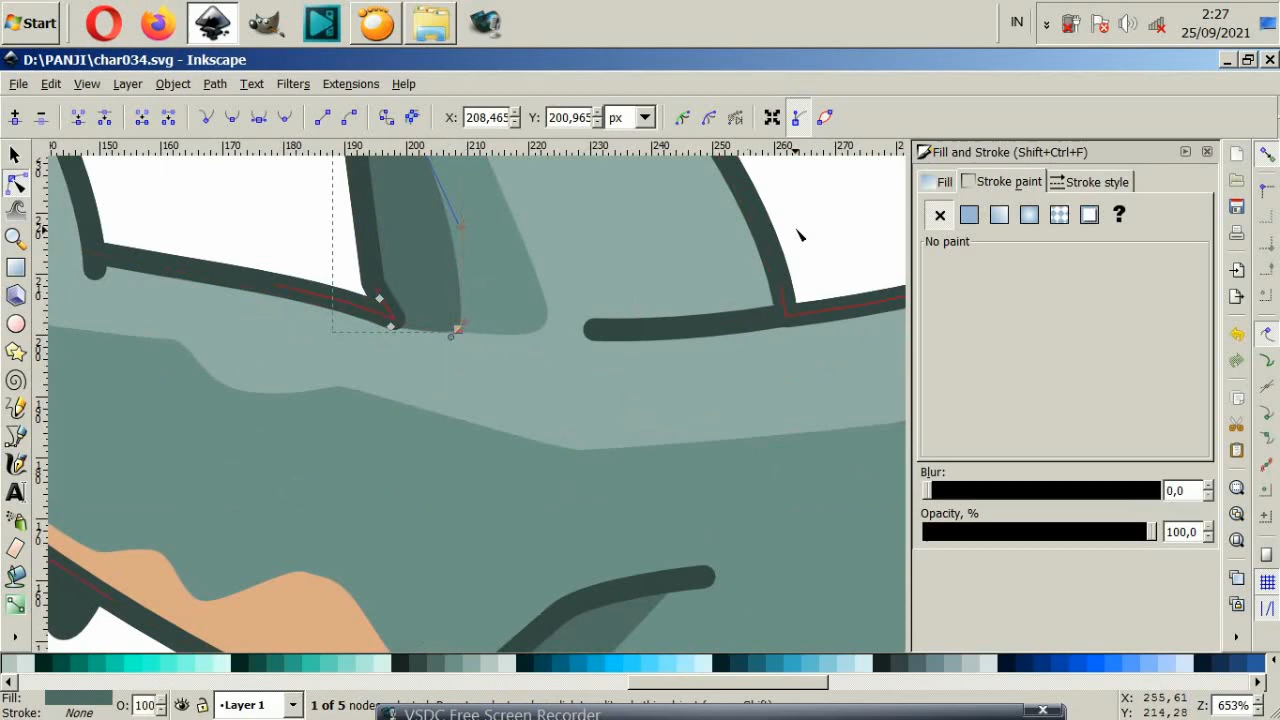 Start
IN
2:27
25/09/2021
D:\PANJI\char034.svg - Inkscape
File Edit View Layer Object Path Text Filters Extensions Help
X: 208,465 Y: 200,965 px
150 160 170 180 190 200 210 220 230 240 250 260 270
Fill and Stroke (Shift+Ctrl+F)
Fill Stroke paint Stroke style
No paint
Blur:
0,0
Opacity, %
100,0
Fill:
Stroke: None
O: 100
Layer 1
1 of 5
X: 255,61
Y: 214,28
Z: 653%
VSDC Free Screen Recorder